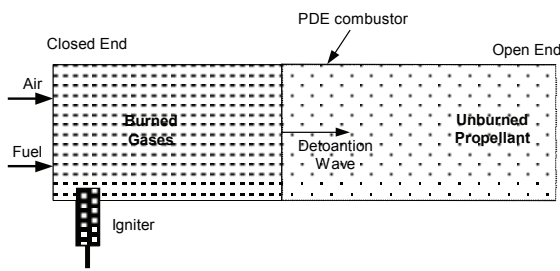 PDE combustor
Closed End
Open End
Air
Burned
Gases
Unburned
Propellant
Detoantion
Wave
Fuel
Igniter